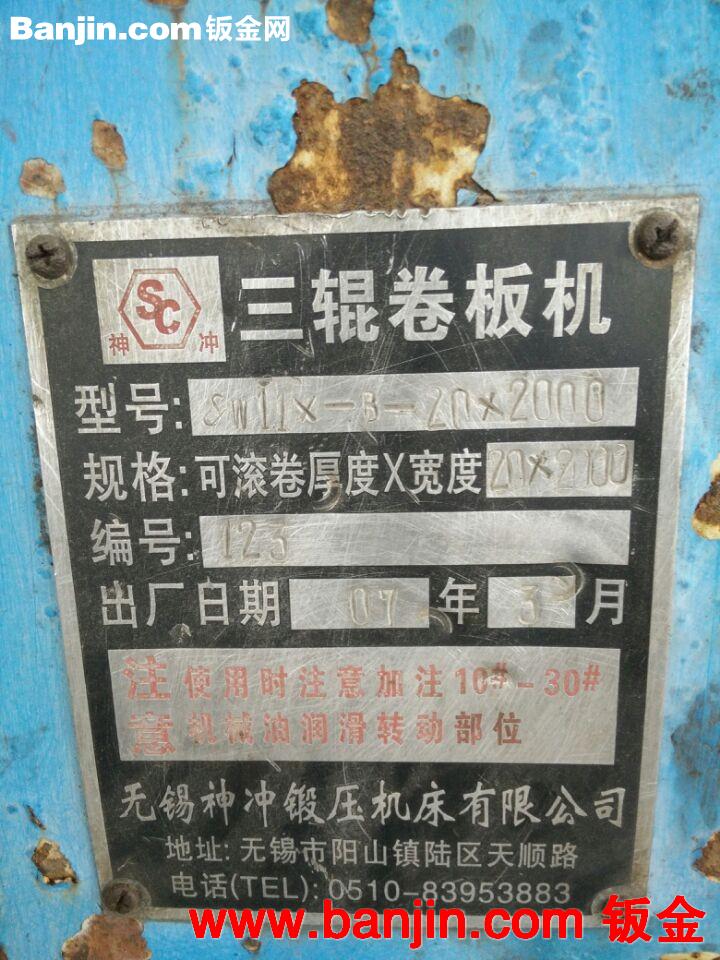 Banjin.com钣金网
SC
神 冲
三辊卷板机
型号: SW11X-B-20×2000
规格: 可滚卷厚度X宽度 20×2000
编号: 123
出厂日期 07 年 3 月
注意 使用时注意加注10#-30#
机械油润滑转动部位
无锡神冲锻压机床有限公司
地址: 无锡市阳山镇陆区天顺路
电话(TEL): 0510-83953883
www.banjin.com 钣金